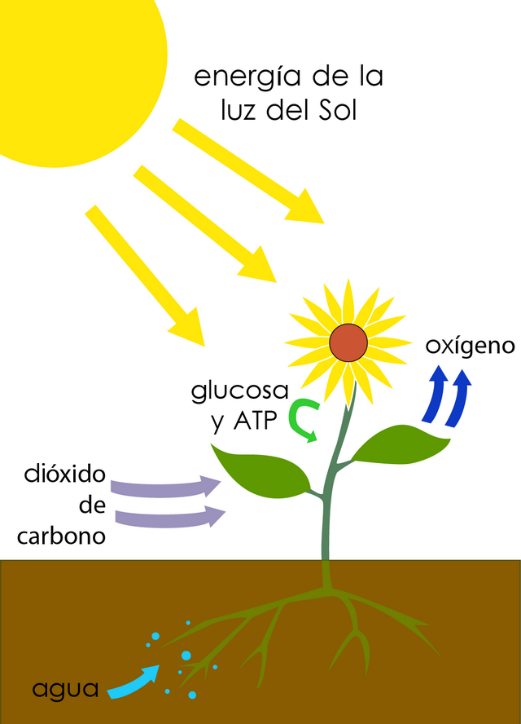 energía de la
luz del Sol
oxígeno
glucosa
y ATP
dióxido
de
carbono
agua